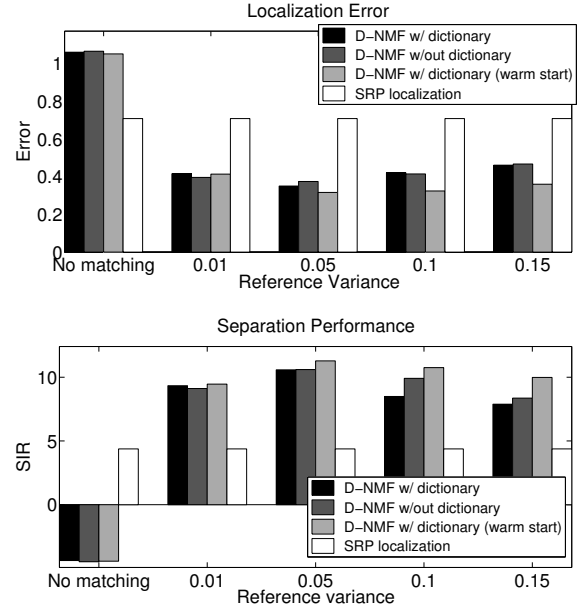 Localization Error
D-NMF w/ dictionary
D-NMF w/out dictionary
D-NMF w/ dictionary (warm start)
SRP localization
1
0.8
0.6
0.4
0.2
0
Error
No matching 0.01 0.05 0.1 0.15
Reference Variance
Separation Performance
10
5
0
SIR
D-NMF w/ dictionary
D-NMF w/out dictionary
D-NMF w/ dictionary (warm start)
SRP localization
No matching 0.01 0.05 0.1 0.15
Reference variance